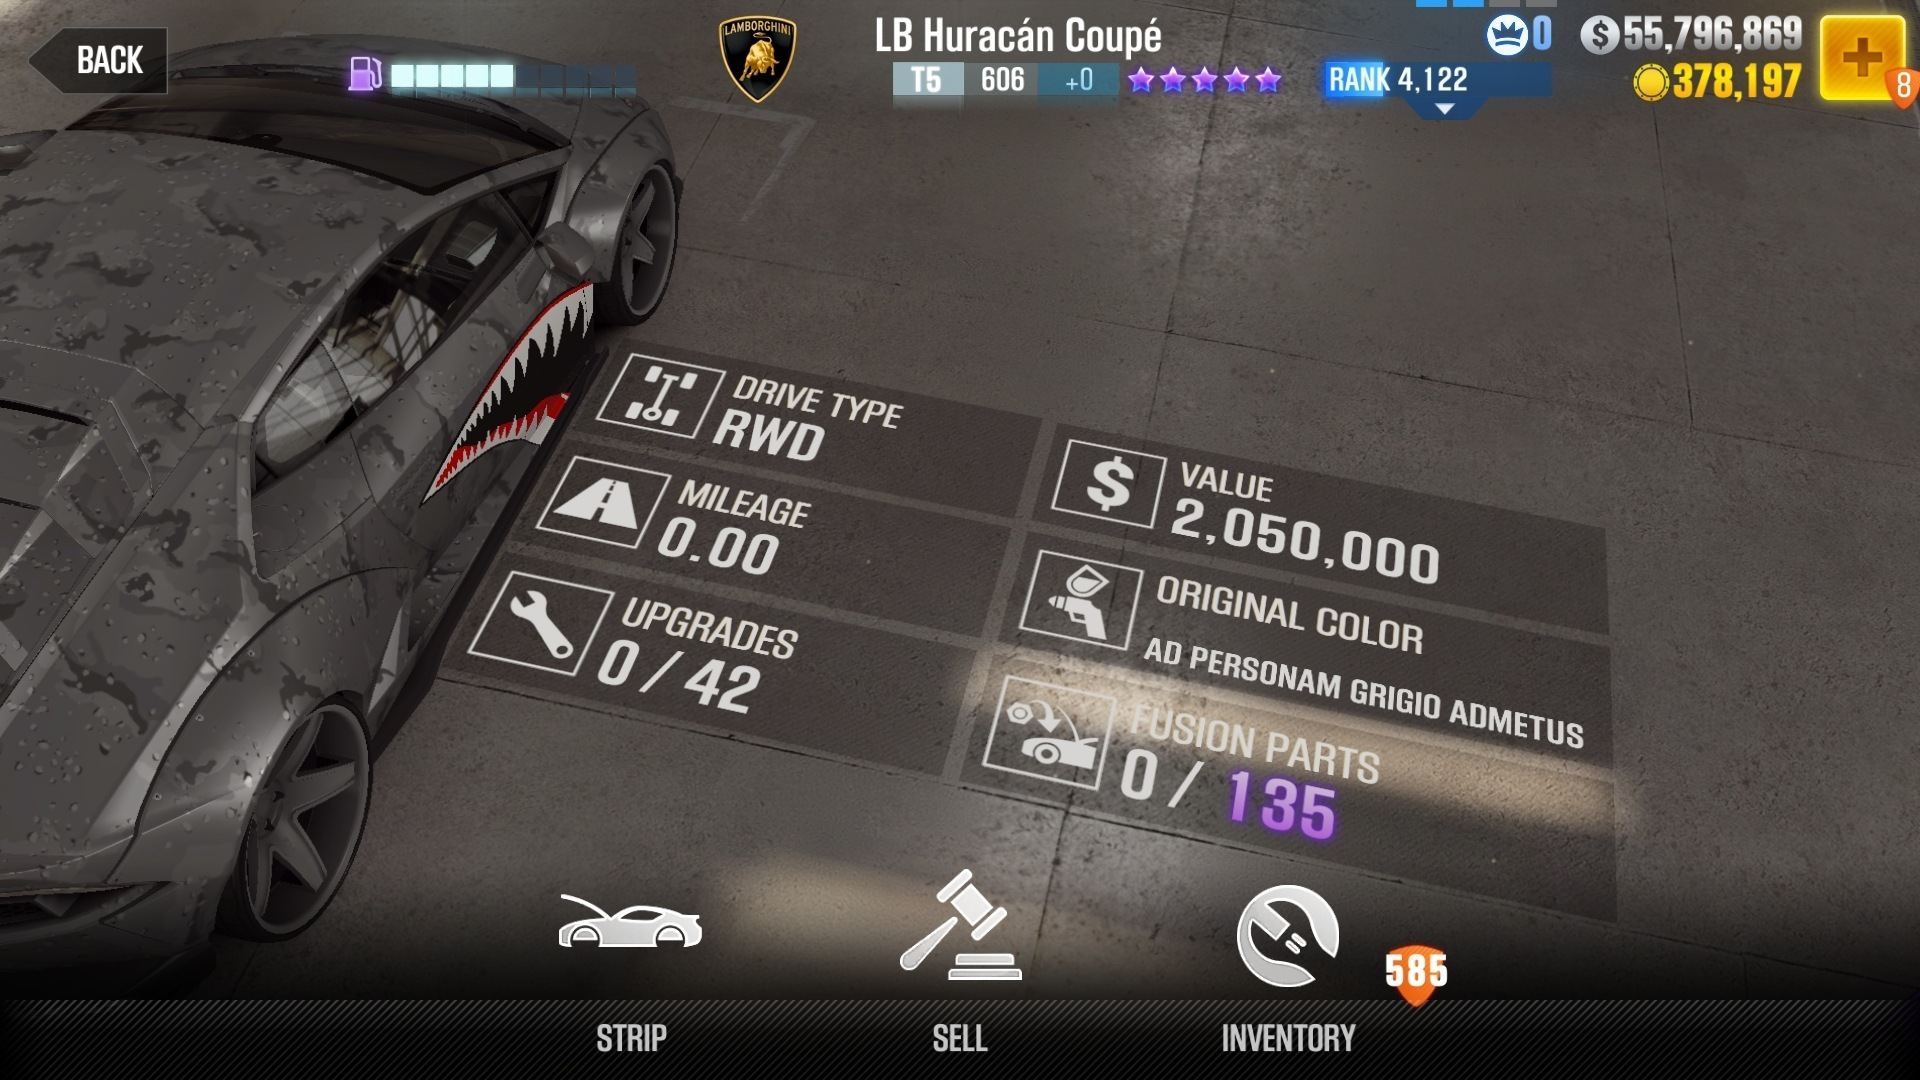 BACK
LAMBORGHINI
LB Huracán Coupé
T5 606 +0
RANK 4,122
0
$ 55,796,869
378,197
8
DRIVE TYPE
RWD
MILEAGE
0.00
UPGRADES
0 / 42
$ VALUE
2,050,000
ORIGINAL COLOR
AD PERSONAM GRIGIO ADMETUS
FUSION PARTS
0 / 135
585
STRIP
SELL
INVENTORY